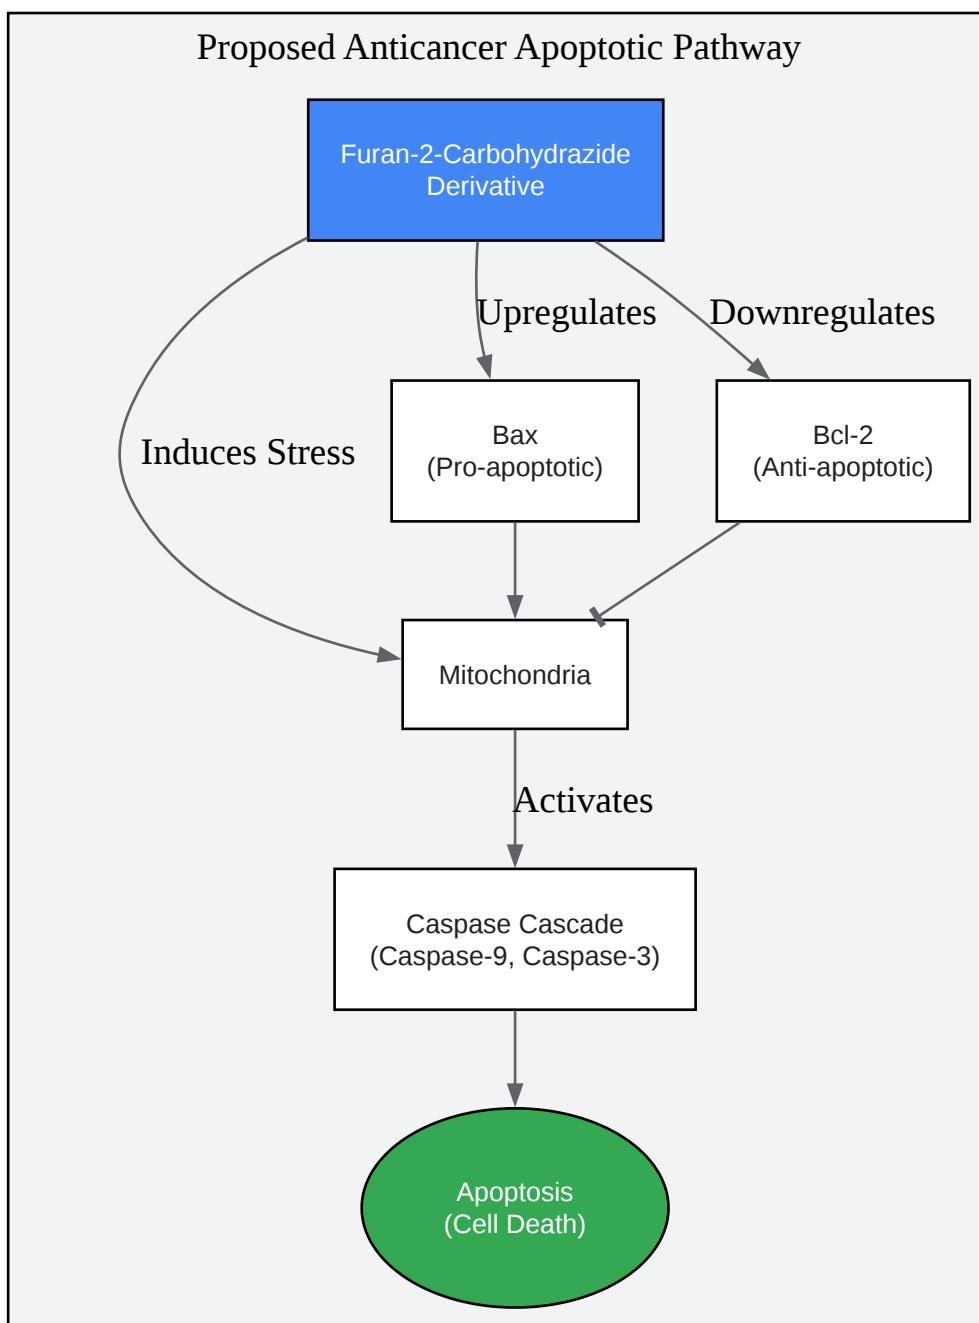 Proposed Anticancer Apoptotic Pathway
Furan-2-Carbohydrazide
Derivative
Upregulates
Downregulates
Induces Stress
Bax
(Pro-apoptotic)
Bcl-2
(Anti-apoptotic)
Mitochondria
Activates
Caspase Cascade
(Caspase-9, Caspase-3)
Apoptosis
(Cell Death)